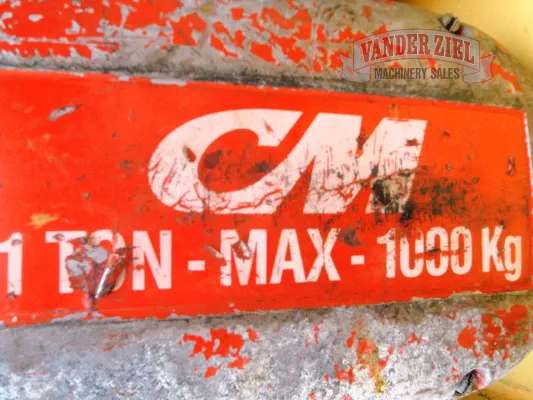 VANDER ZIEL
MACHINERY SALES
CM
1 TON - MAX - 1000 Kg